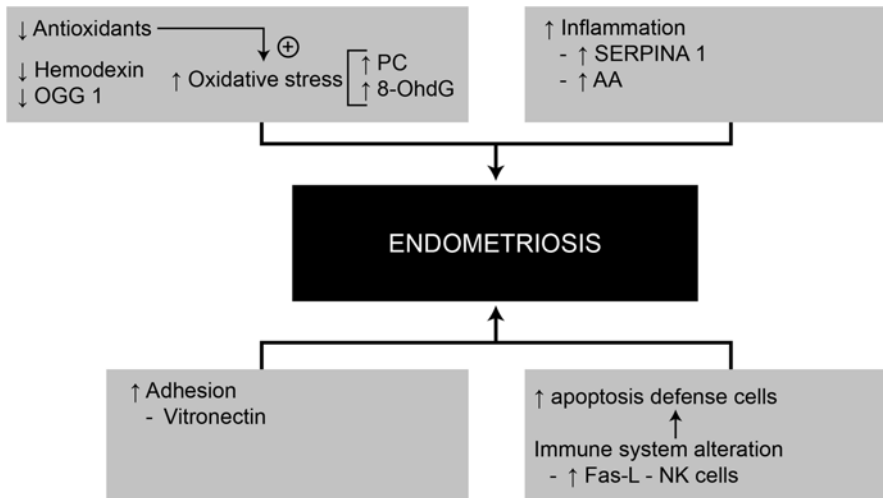 ↓ Antioxidants
⊕
↓ Hemodexin
↓ OGG 1
↑ Oxidative stress
↑ PC
↑ 8-OhdG
↑ Inflammation
- ↑ SERPINA 1
- ↑ AA
ENDOMETRIOSIS
↑ Adhesion
- Vitronectin
↑ apoptosis defense cells
Immune system alteration
- ↑ Fas-L - NK cells